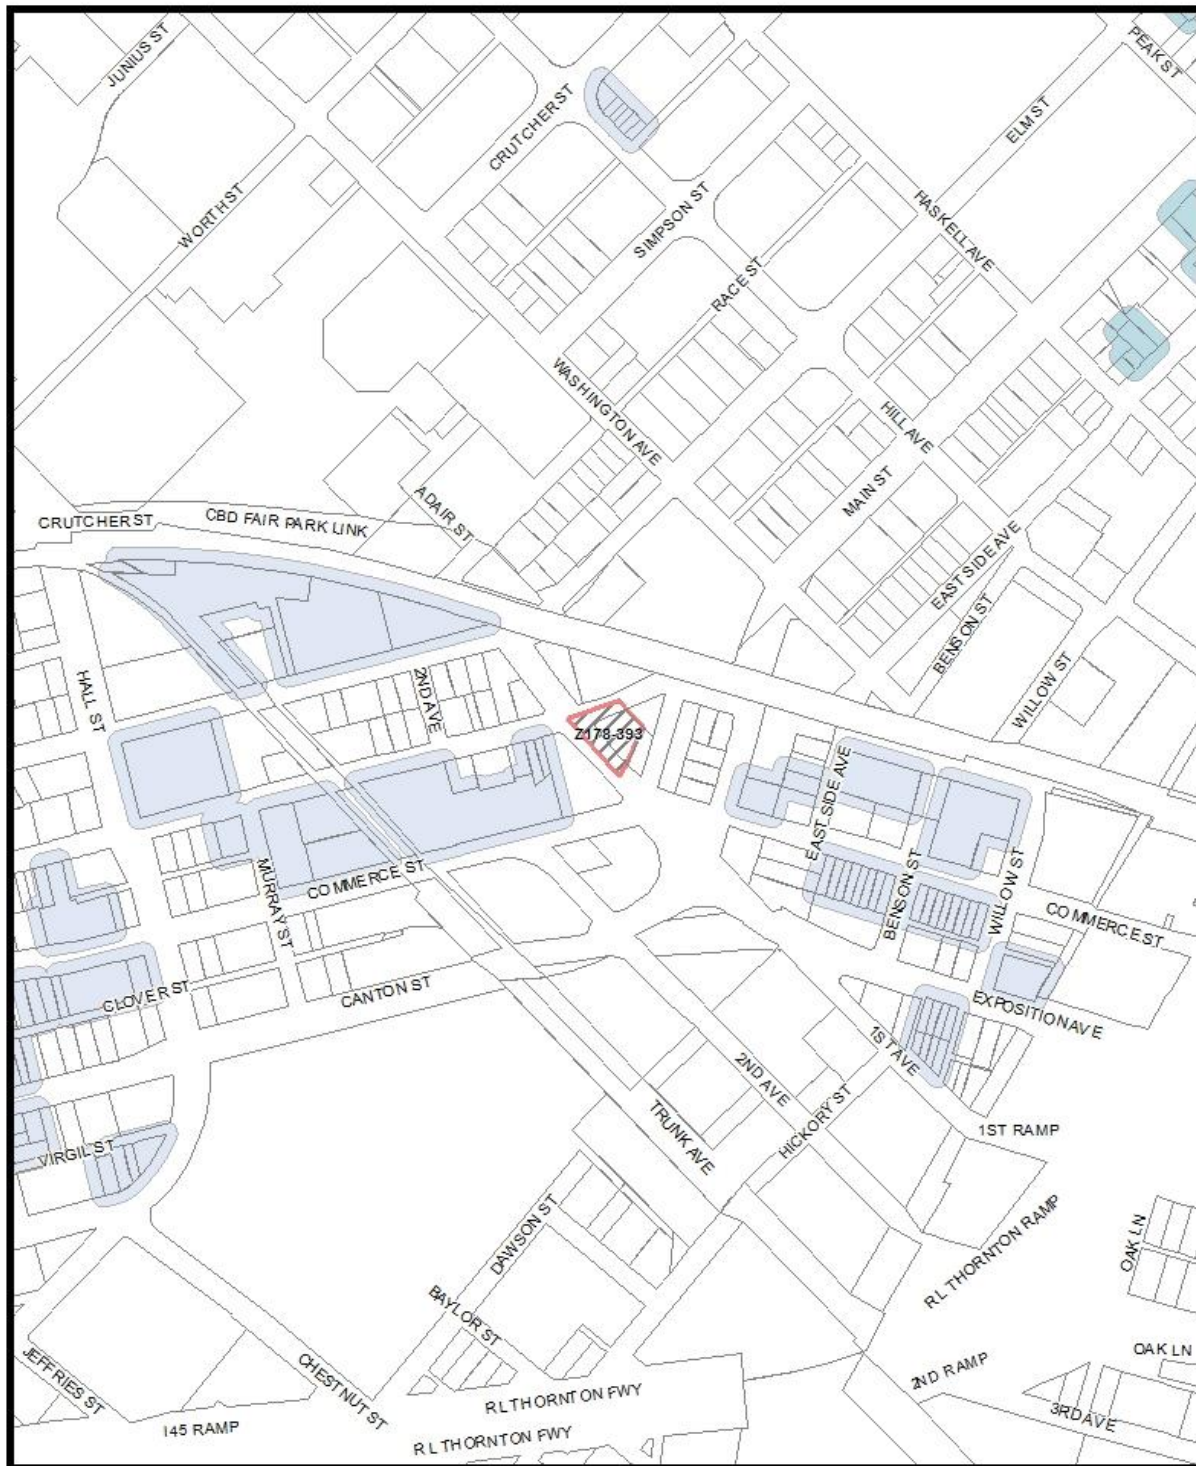 JUNIUS ST
PEAK ST
CRUTCHER ST
ELM ST
WORTH ST
SIMPSON ST
HASKELL AVE
RACE ST
WASHINGTON AVE
HILL AVE
MAIN ST
ADAIR ST
CRUTCHER ST
CBD FAIR PARK LINK
EAST SIDE AVE
BENSON ST
WILLOW ST
HALL ST
2ND AVE
Z178-393
EAST SIDE AVE
MURRAY ST
COMMERCE ST
BENSON ST
WILLOW ST
COMMERCE ST
CLOVER ST
CANTON ST
EXPOSITION AVE
1ST AVE
2ND AVE
HICKORY ST
TRUNK AVE
1ST RAMP
VIRGIL ST
DAWSON ST
RL THORNTON RAMP
OAK LN
BAYLOR ST
JEFFRIES ST
CHESTNUT ST
OAK LN
2ND RAMP
RL THORNTON FWY
3RD AVE
I45 RAMP
RL THORNTON FWY